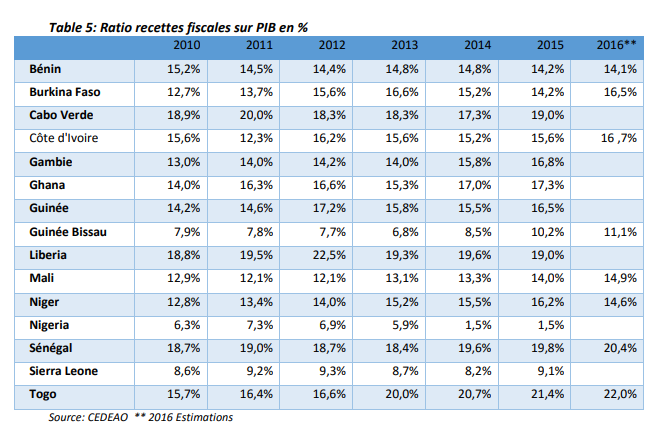 Table 5: Ratio recettes fiscales sur PIB en %
2010 2011 2012 2013 2014 2015 2016**
Bénin 15,2% 14,5% 14,4% 14,8% 14,8% 14,2% 14,1%
Burkina Faso 12,7% 13,7% 15,6% 16,6% 15,2% 14,2% 16,5%
Cabo Verde 18,9% 20,0% 18,3% 18,3% 17,3% 19,0%
Côte d'Ivoire 15,6% 12,3% 16,2% 15,6% 15,2% 15,6% 16 ,7%
Gambie 13,0% 14,0% 14,2% 14,0% 15,8% 16,8%
Ghana 14,0% 16,3% 16,6% 15,3% 17,0% 17,3%
Guinée 14,2% 14,6% 17,2% 15,8% 15,5% 16,5%
Guinée Bissau 7,9% 7,8% 7,7% 6,8% 8,5% 10,2% 11,1%
Liberia 18,8% 19,5% 22,5% 19,3% 19,6% 19,0%
Mali 12,9% 12,1% 12,1% 13,1% 13,3% 14,0% 14,9%
Niger 12,8% 13,4% 14,0% 15,2% 15,5% 16,2% 14,6%
Nigeria 6,3% 7,3% 6,9% 5,9% 1,5% 1,5%
Sénégal 18,7% 19,0% 18,7% 18,4% 19,6% 19,8% 20,4%
Sierra Leone 8,6% 9,2% 9,3% 8,7% 8,2% 9,1%
Togo 15,7% 16,4% 16,6% 20,0% 20,7% 21,4% 22,0%
Source: CEDEAO ** 2016 Estimations